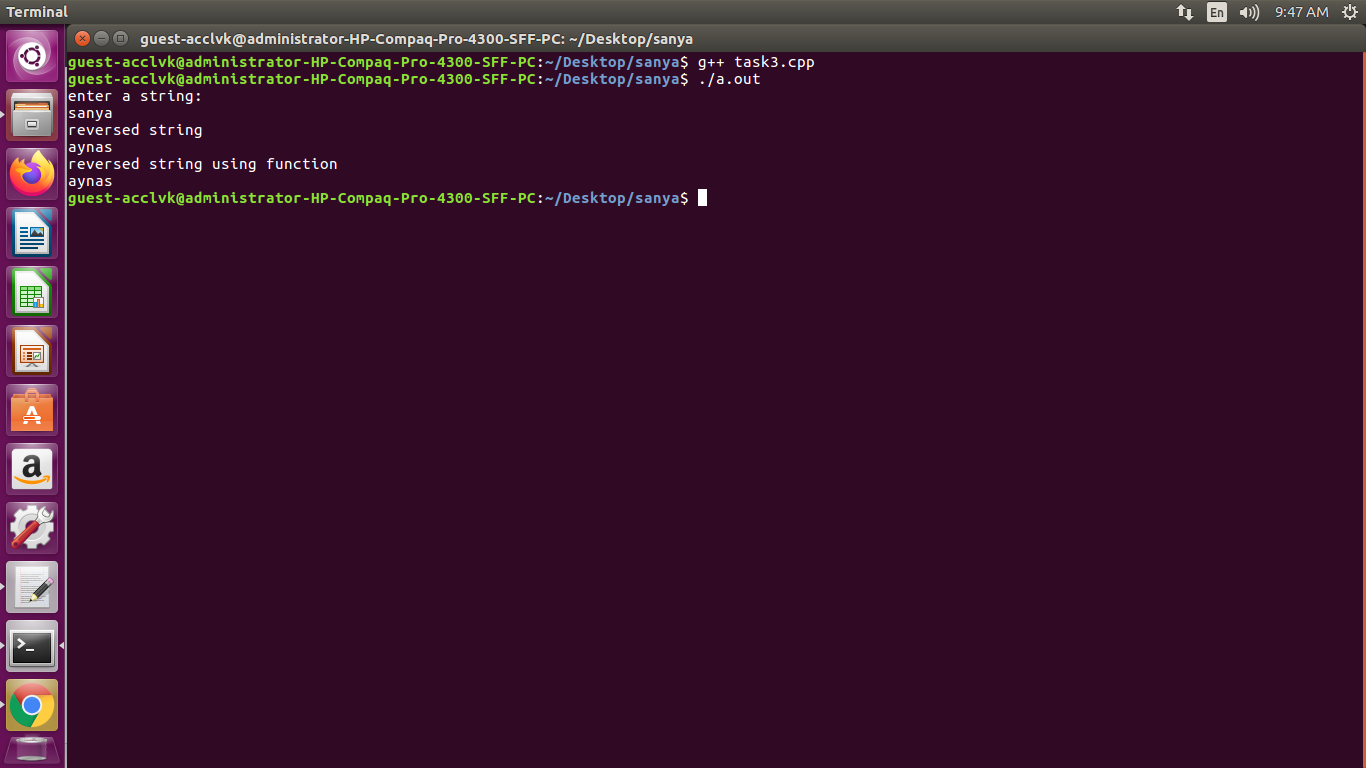 Terminal
En
9:47 AM
guest-acclvk@administrator-HP-Compaq-Pro-4300-SFF-PC: ~/Desktop/sanya
guest-acclvk@administrator-HP-Compaq-Pro-4300-SFF-PC:~/Desktop/sanya$ g++ task3.cpp
guest-acclvk@administrator-HP-Compaq-Pro-4300-SFF-PC:~/Desktop/sanya$ ./a.out
enter a string:
sanya
reversed string
aynas
reversed string using function
aynas
guest-acclvk@administrator-HP-Compaq-Pro-4300-SFF-PC:~/Desktop/sanya$